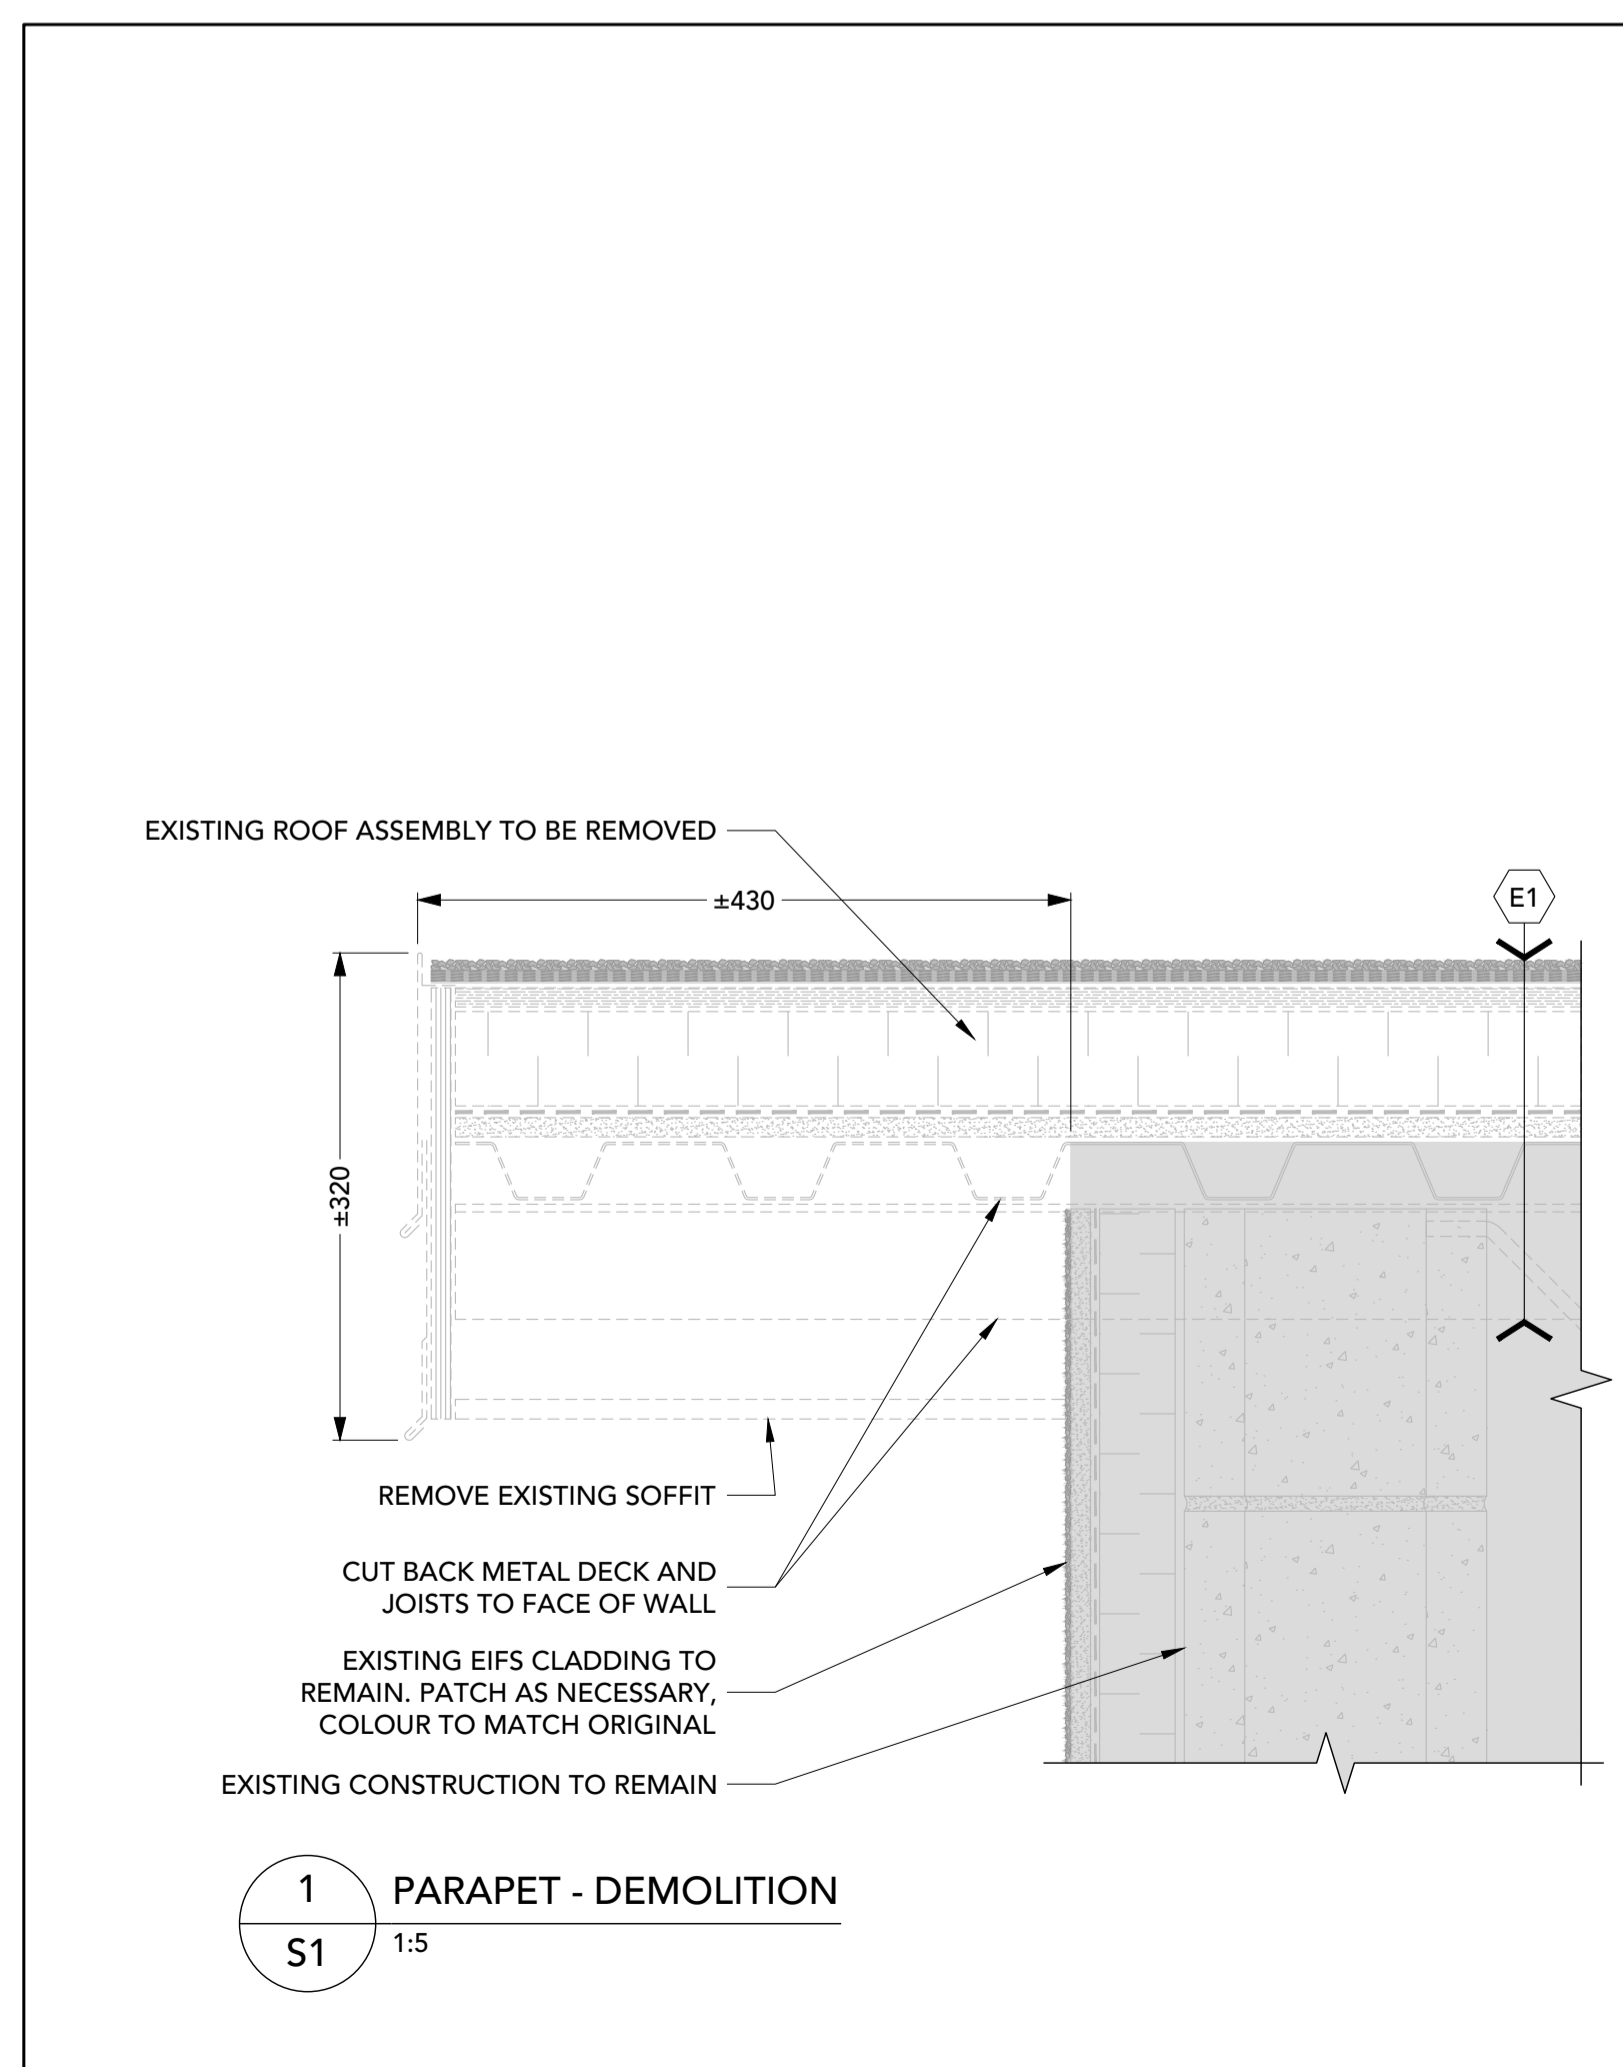 EXISTING ROOF ASSEMBLY TO BE REMOVED
±430
E1
±320
REMOVE EXISTING SOFFIT
CUT BACK METAL DECK AND
JOISTS TO FACE OF WALL
EXISTING EIFS CLADDING TO
REMAIN. PATCH AS NECESSARY,
COLOUR TO MATCH ORIGINAL
EXISTING CONSTRUCTION TO REMAIN
1
S1
PARAPET - DEMOLITION
1:5